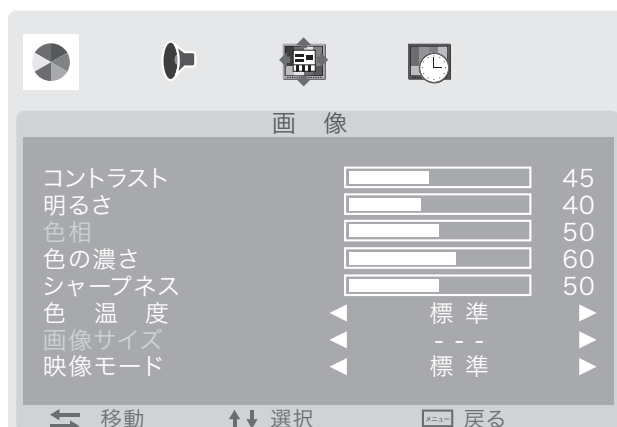 画 像
コントラスト 45
明るさ 40
色相 50
色の濃さ 60
シャープネス 50
色 温 度 ◀ 標 準 ▶
画像サイズ ◀ - - - ▶
映像モード ◀ 標 準 ▶
移動 選択 メニュー 戻る